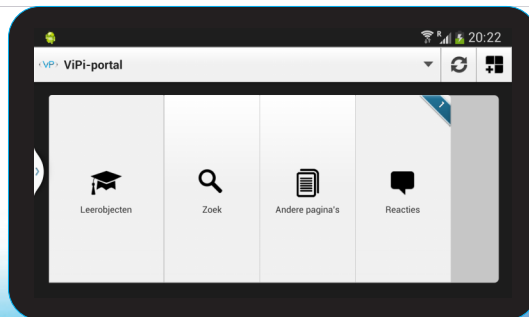 R 20:22
‹VP› ViPi-portal
1
Leerobjecten Zoek Andere pagina's Reacties